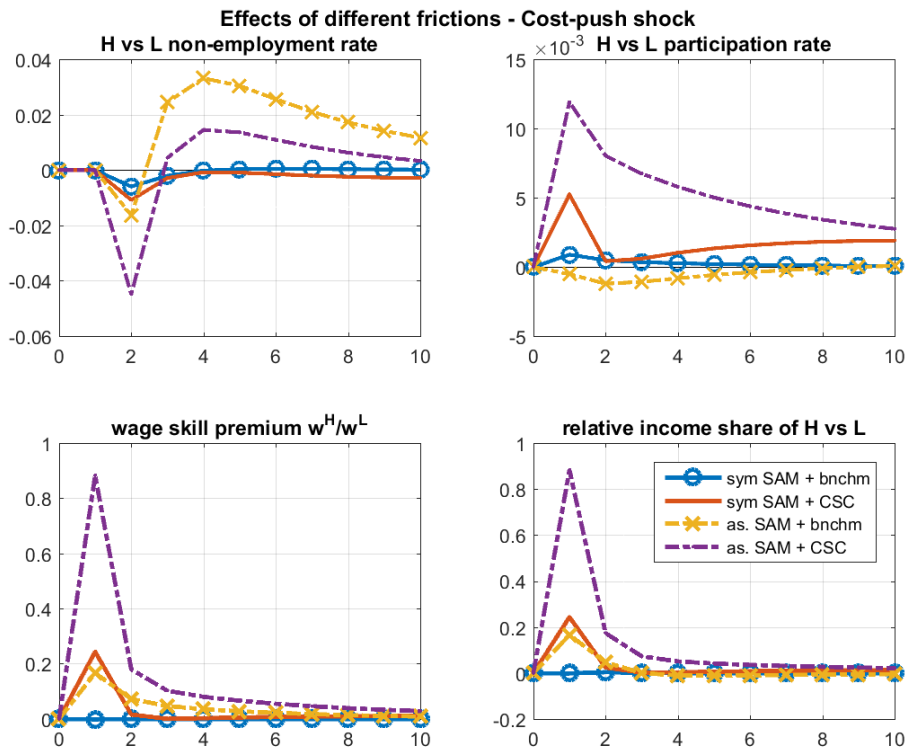 Effects of different frictions - Cost-push shock
H vs L non-employment rate
0.04
0.02
0
-0.02
-0.04
-0.06
0 2 4 6 8 10
×10^-3 H vs L participation rate
15
10
5
0
-5
0 2 4 6 8 10
wage skill premium w^H/w^L
1
0.8
0.6
0.4
0.2
0
0 2 4 6 8 10
relative income share of H vs L
1
0.8
0.6
0.4
0.2
0
-0.2
0 2 4 6 8 10
sym SAM + bnchm
sym SAM + CSC
as. SAM + bnchm
as. SAM + CSC